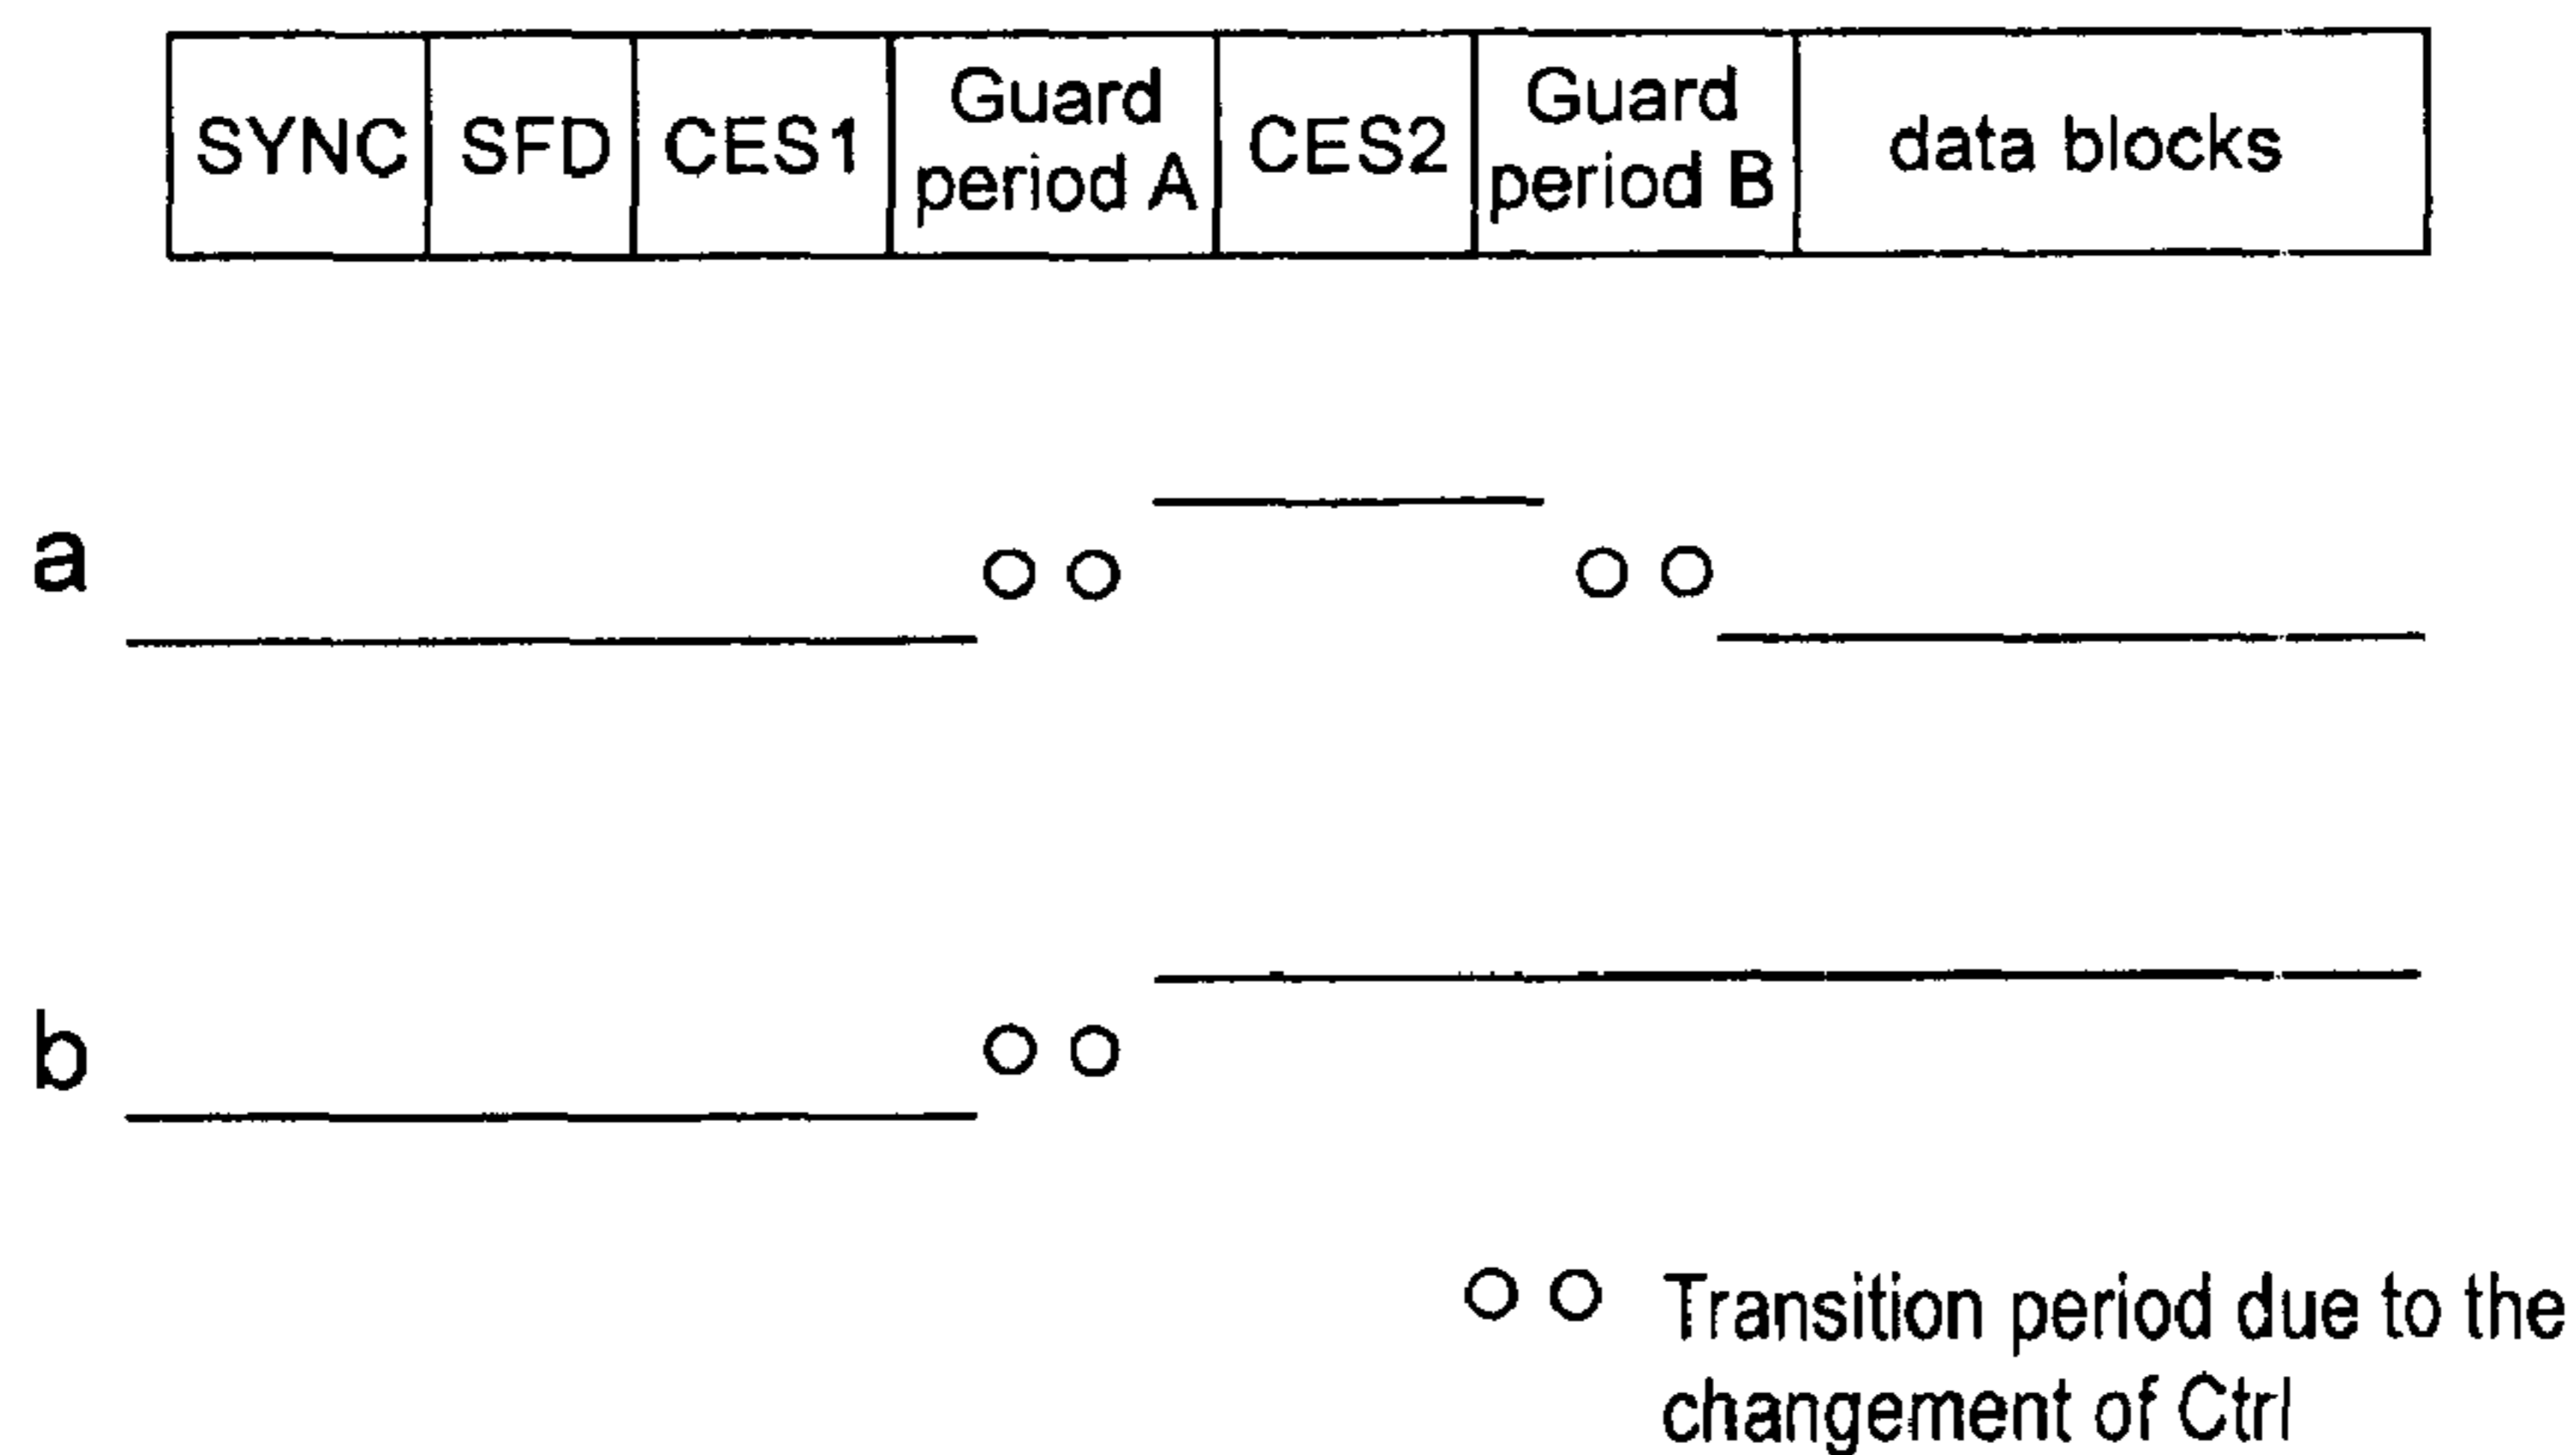 SYNC SFD CES1 Guard period A CES2 Guard period B data blocks
a
b
Transition period due to the
changement of Ctrl